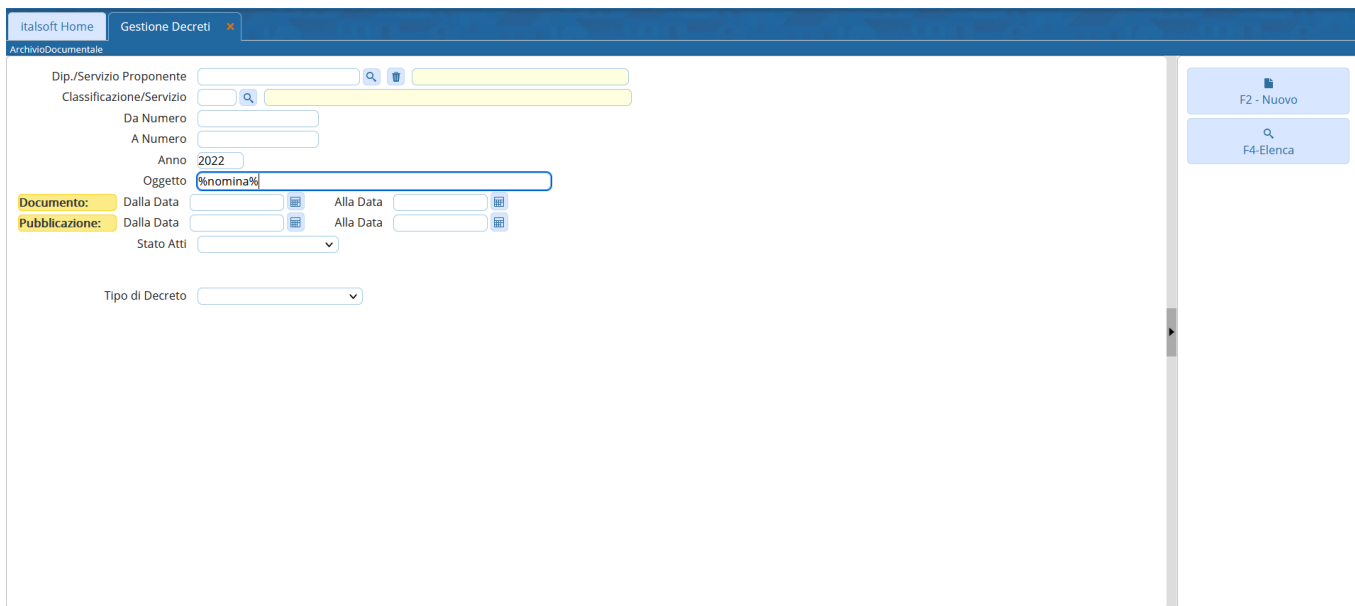 italsoft Home Gestione Decreti ×
ArchivioDocumentale
Dip./Servizio Proponente
Classificazione/Servizio
Da Numero
A Numero
Anno 2022
Oggetto %nomina%
Documento: Dalla Data Alla Data
Pubblicazione: Dalla Data Alla Data
Stato Atti
Tipo di Decreto
F2 - Nuovo
F4-Elenca